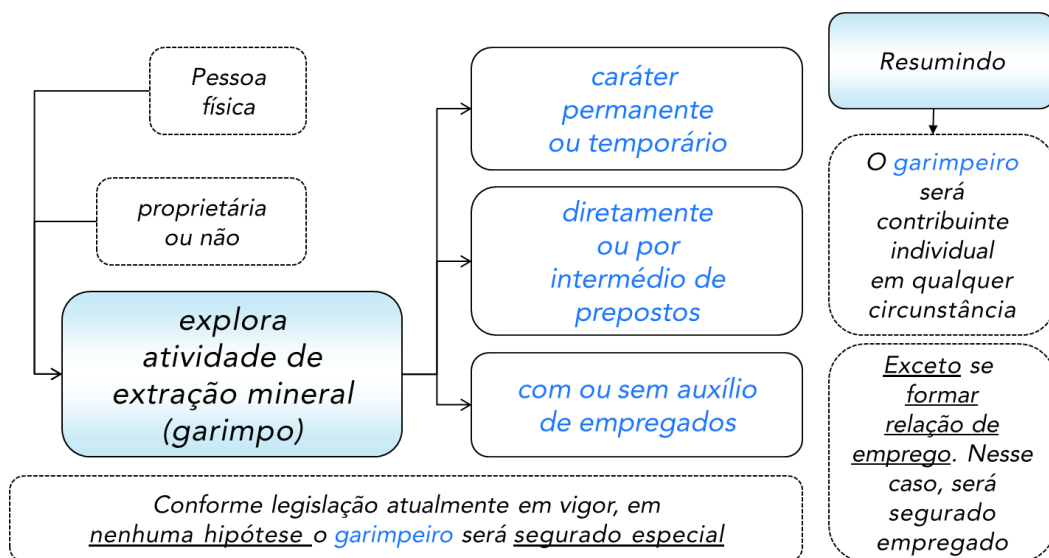 Pessoa
física
proprietária
ou não
explora
atividade de
extração mineral
(garimpo)
caráter
permanente
ou temporário
diretamente
ou por
intermédio de
prepostos
com ou sem auxílio
de empregados
Conforme legislação atualmente em vigor, em
nenhuma hipótese o garimpeiro será segurado especial
Resumindo
O garimpeiro
será
contribuinte
individual
em qualquer
circunstância
Exceto se
formar
relação de
emprego. Nesse
caso, será
segurado
empregado